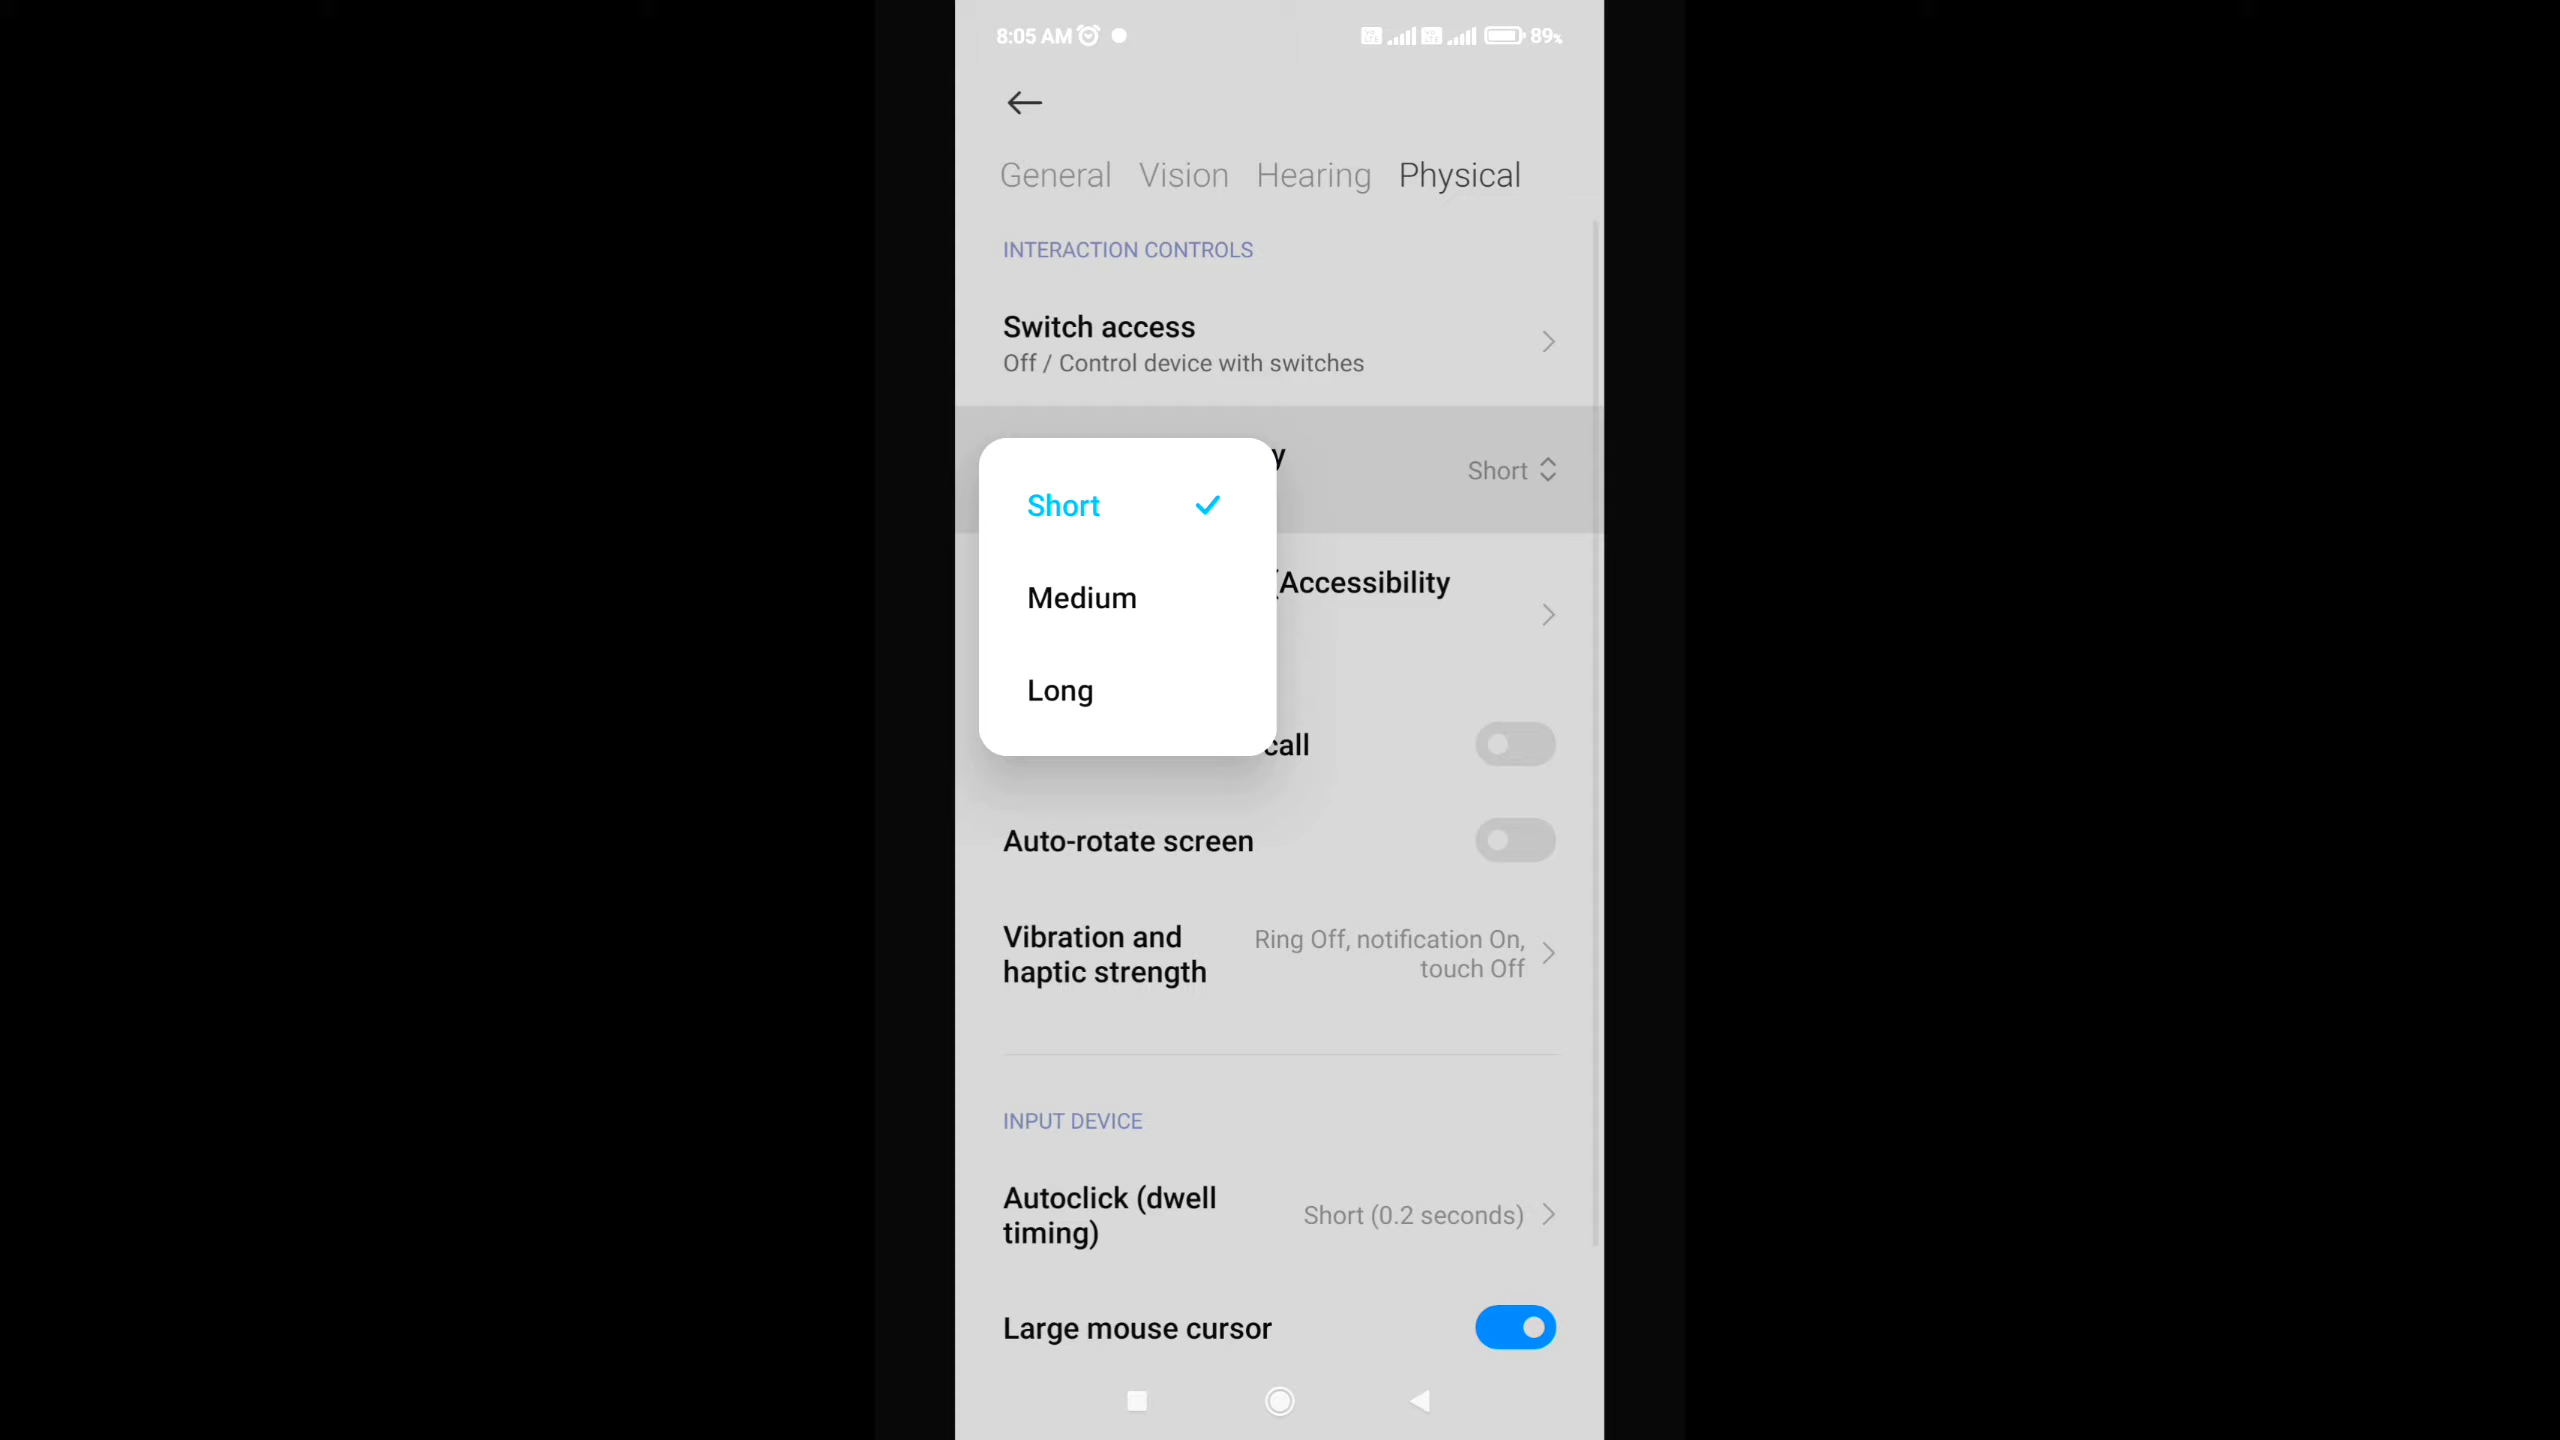 8:05 AM
89%
General Vision Hearing Physical
INTERACTION CONTROLS
Switch access
Off / Control device with switches
y
Short
Short
Medium
Long
(Accessibility
call
Auto-rotate screen
Vibration and
haptic strength
Ring Off, notification On,
touch Off
INPUT DEVICE
Autoclick (dwell
timing)
Short (0.2 seconds)
Large mouse cursor